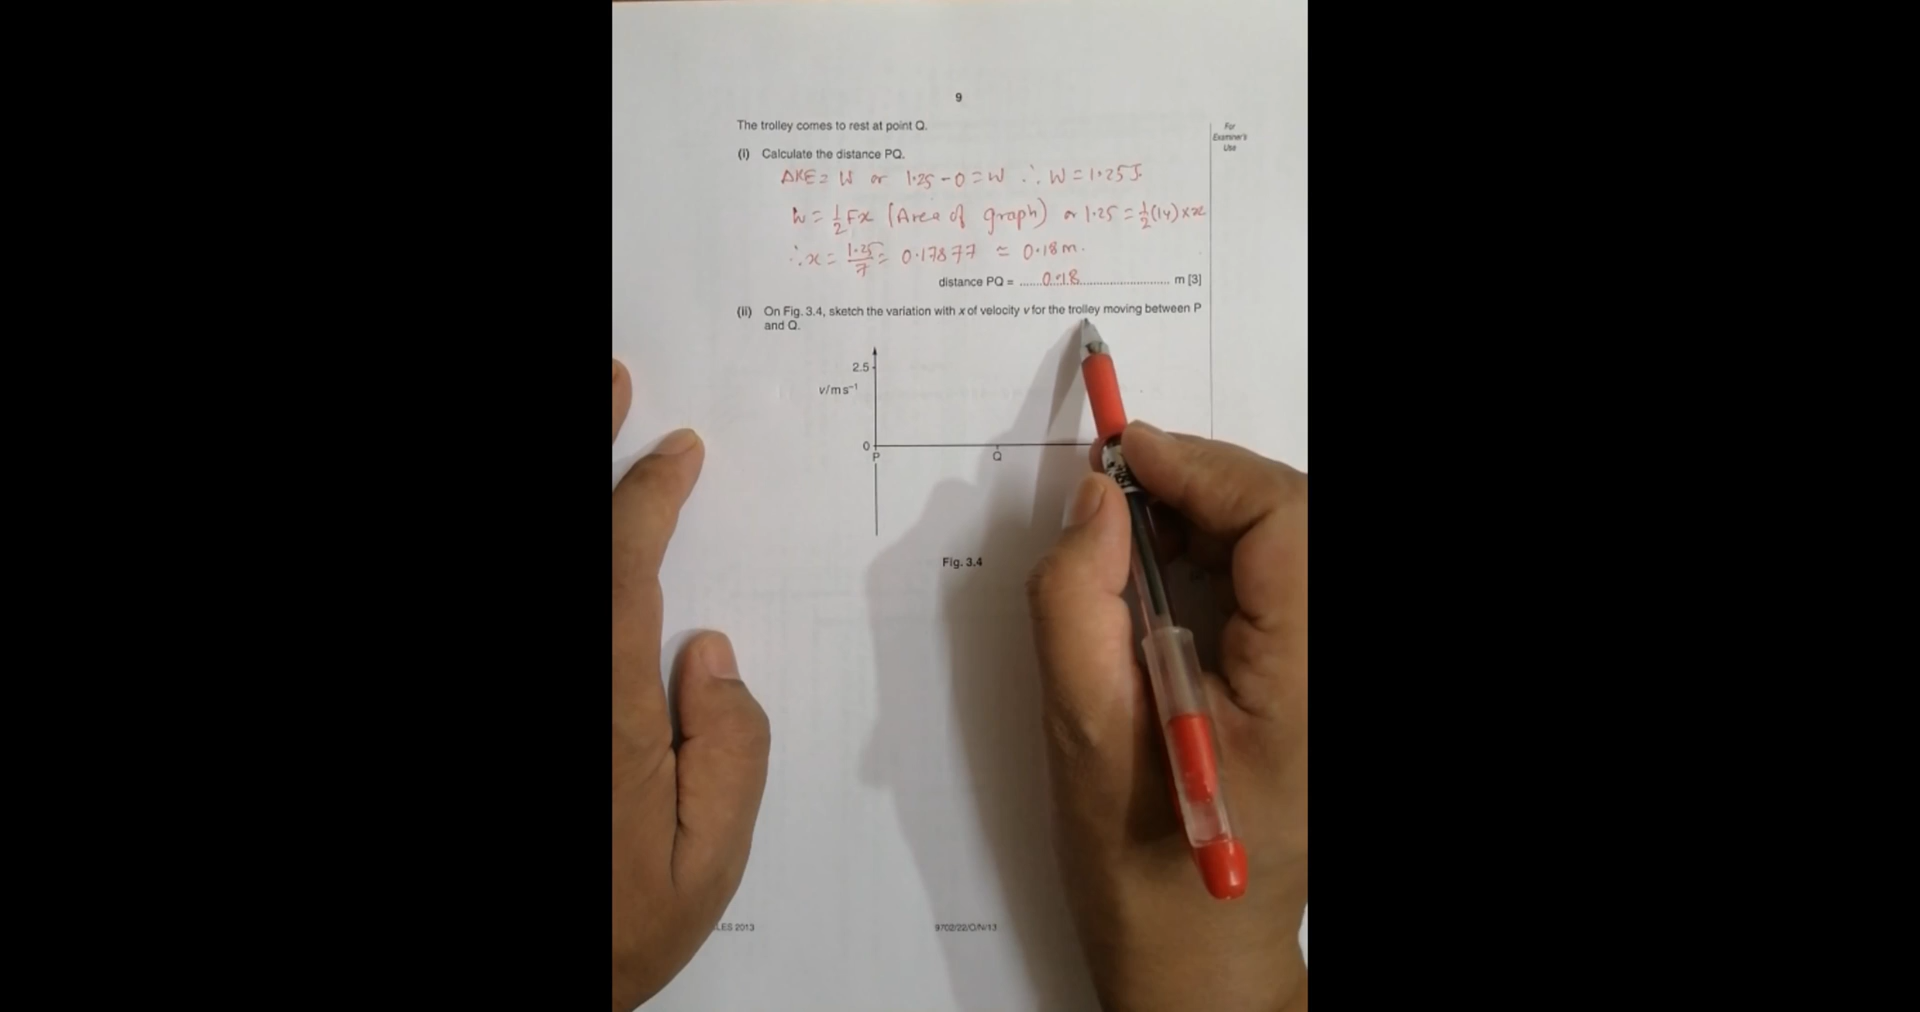 9
The trolley comes to rest at point Q.
For
Examiner's
Use
(i) Calculate the distance PQ.
ΔKE = W or 1.25 - 0 = W ∴ W = 1.25 J.
W = 1/2 Fx (Area of graph) or 1.25 = 1/2 (14) × x
∴ x = 1.25/7 = 0.17877 ≈ 0.18 m.
distance PQ = ......0.18.............................. m [3]
(ii) On Fig. 3.4, sketch the variation with x of velocity v for the trolley moving between P
and Q.
2.5
v/ms⁻¹
0
P Q
Fig. 3.4
LES 2013 9702/22/O/N/13